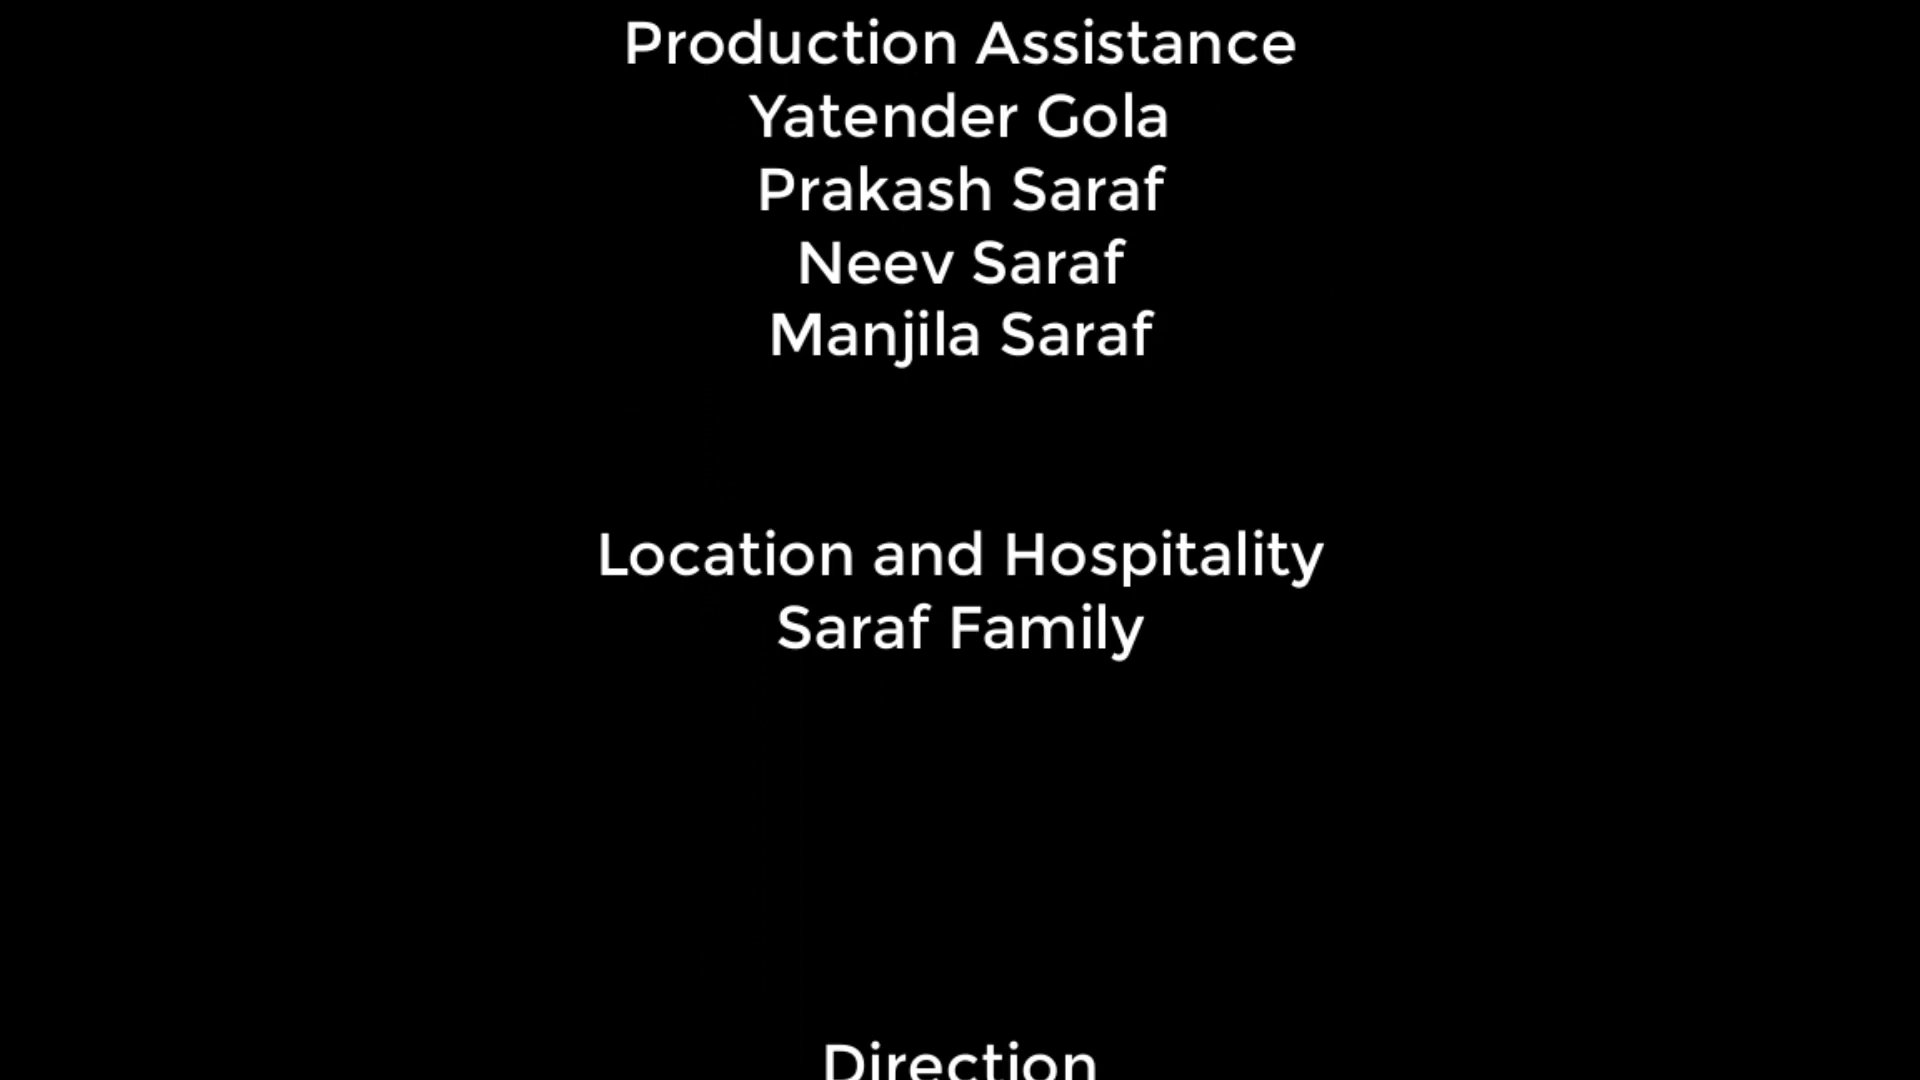 Production Assistance
Yatender Gola
Prakash Saraf
Neev Saraf
Manjila Saraf
Location and Hospitality
Saraf Family
Direction